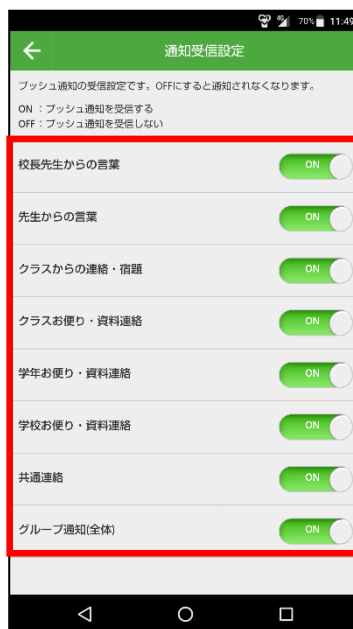 4G 70% 11:49
通知受信設定
プッシュ通知の受信設定です。OFFにすると通知されなくなります。
ON ：プッシュ通知を受信する
OFF：プッシュ通知を受信しない
校長先生からの言葉 ON
先生からの言葉 ON
クラスからの連絡・宿題 ON
クラスお便り・資料連絡 ON
学年お便り・資料連絡 ON
学校お便り・資料連絡 ON
共通連絡 ON
グループ通知(全体) ON